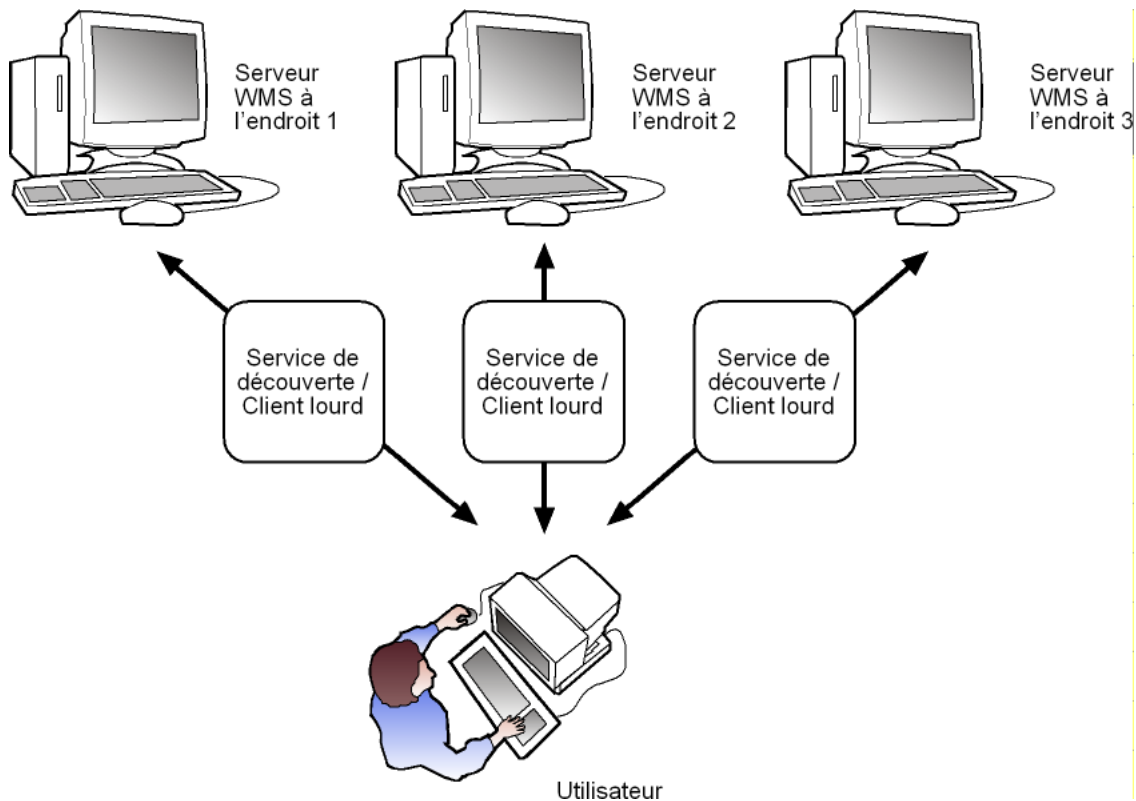 Serveur
WMS à
l'endroit 1
Serveur
WMS à
l'endroit 2
Serveur
WMS à
l'endroit 3
Service de
découverte /
Client lourd
Service de
découverte /
Client lourd
Service de
découverte /
Client lourd
Utilisateur